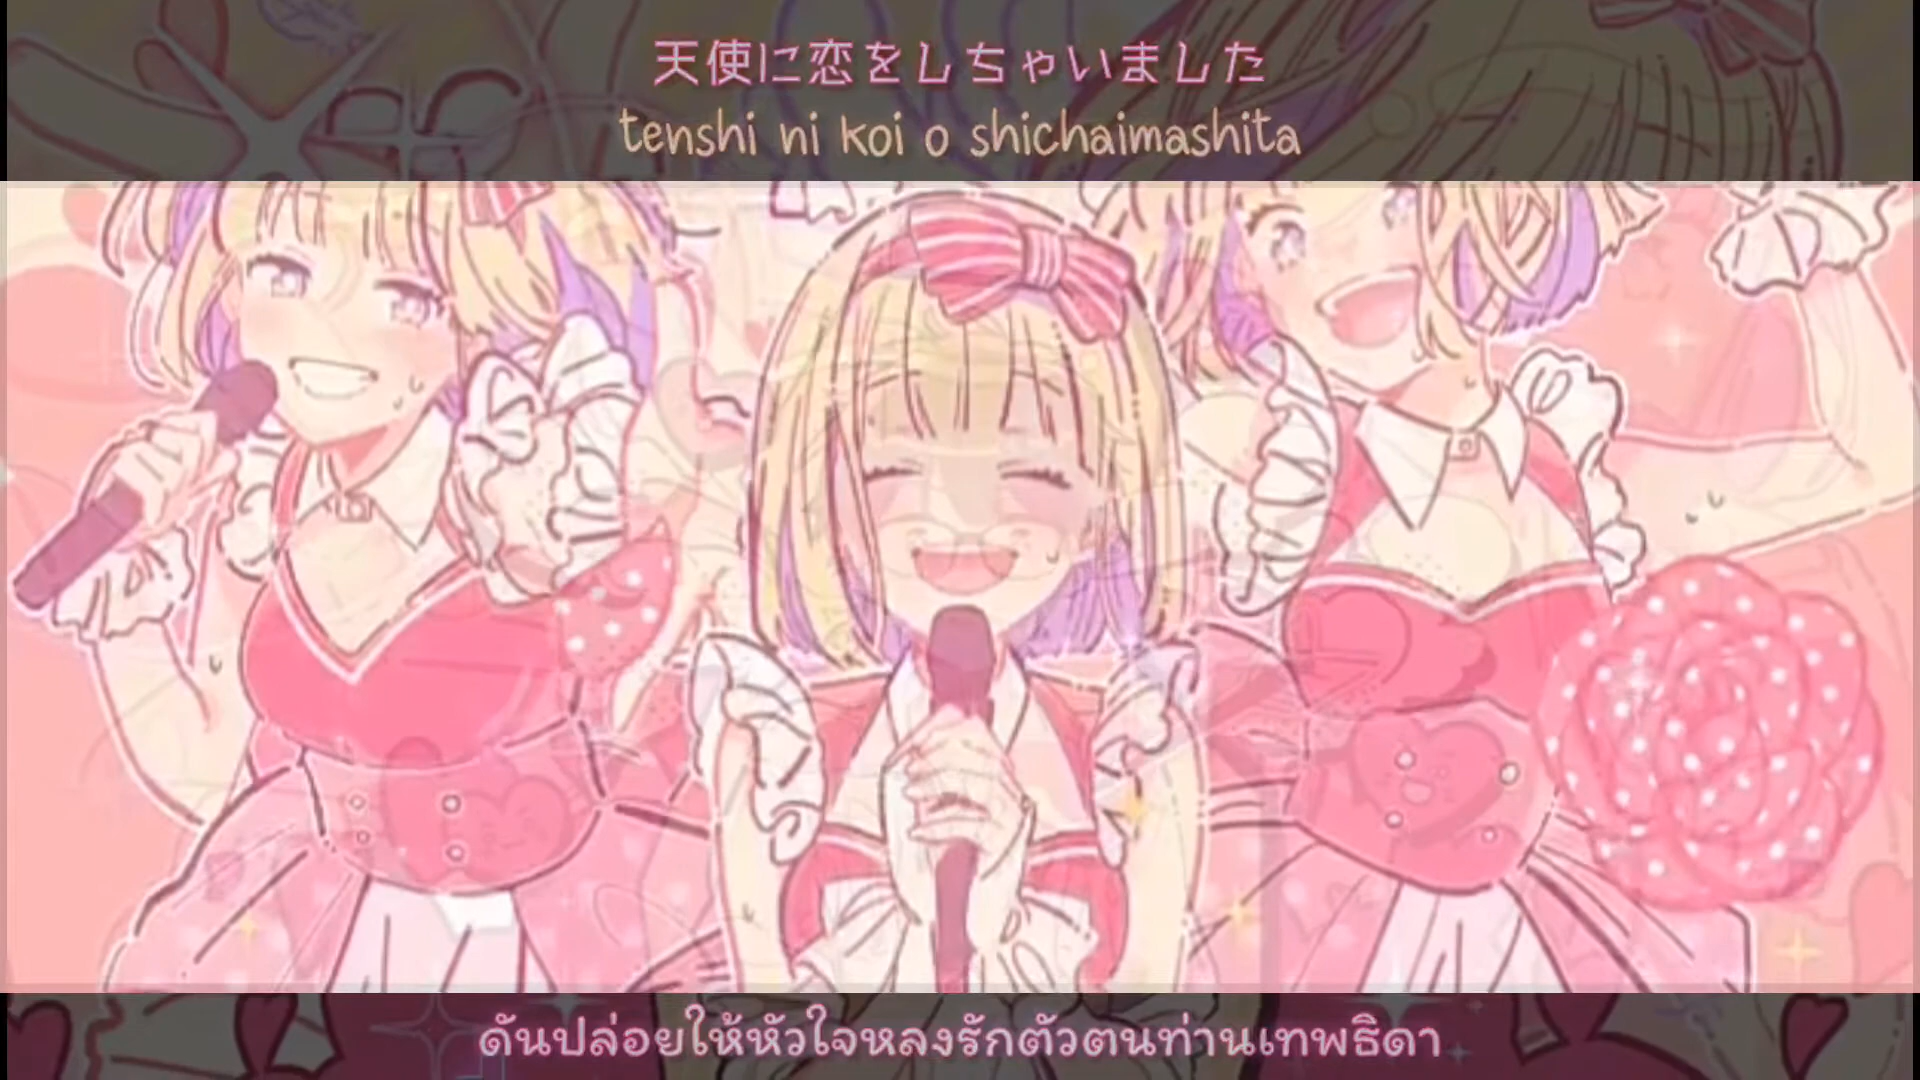 天使に恋をしちゃいました
tenshi ni koi o shichaimashita
ดันปล่อยให้หัวใจหลงรักตัวตนท่านเทพธิดา